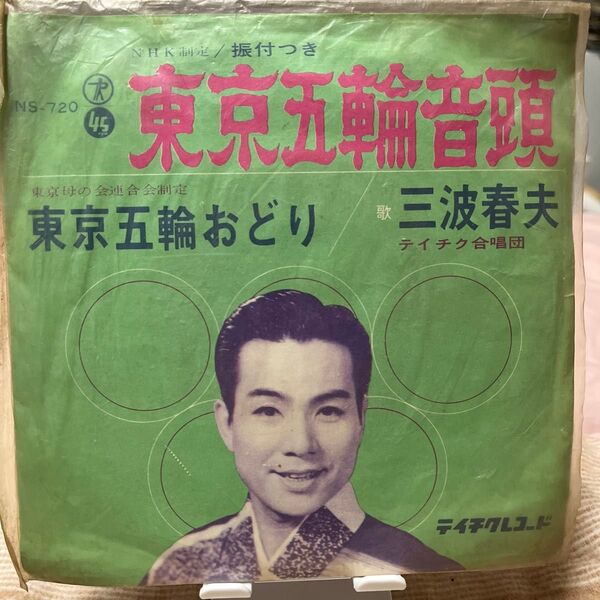 NHK制定/振付つき
NS-720
45
東京五輪音頭
東京母の会連合会制定
東京五輪おどり
歌 三波春夫
テイチク合唱団
テイチクレコード